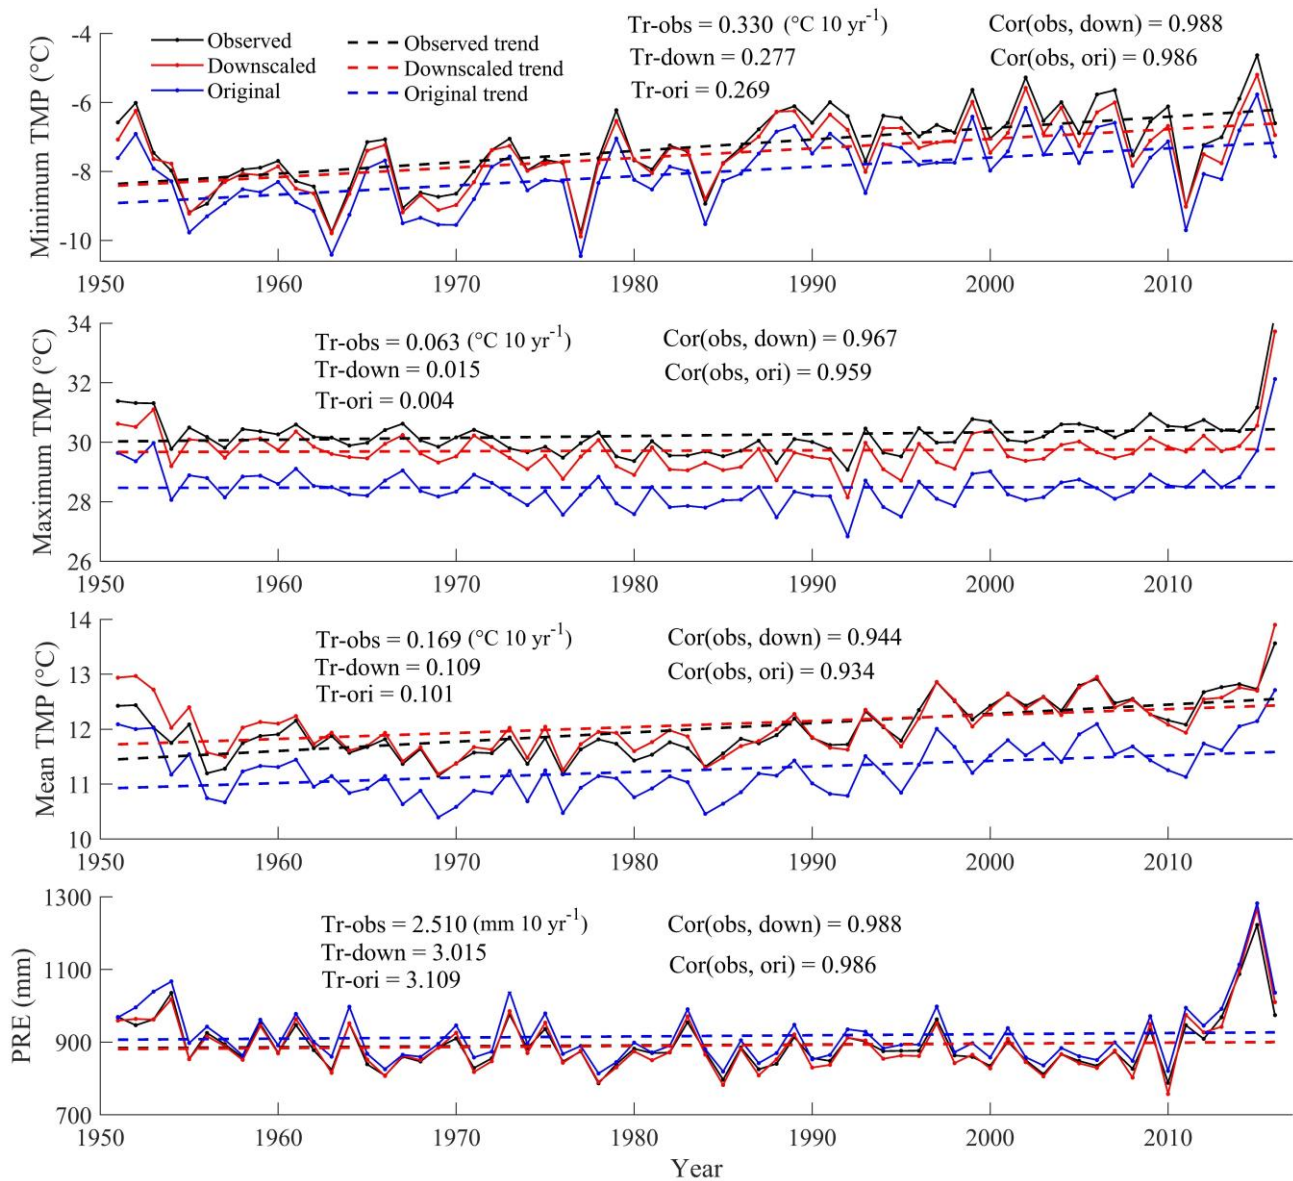 Tr-obs = 0.330 (°C 10 yr⁻¹)
Cor(obs, down) = 0.988
Observed
Observed trend
Tr-down = 0.277
Cor(obs, ori) = 0.986
Downscaled
Downscaled trend
Tr-ori = 0.269
Original
Original trend
Minimum TMP (°C)
-4
-6
-8
-10
1950 1960 1970 1980 1990 2000 2010
Tr-obs = 0.063 (°C 10 yr⁻¹)
Cor(obs, down) = 0.967
Tr-down = 0.015
Cor(obs, ori) = 0.959
Tr-ori = 0.004
Maximum TMP (°C)
34
32
30
28
26
1950 1960 1970 1980 1990 2000 2010
Tr-obs = 0.169 (°C 10 yr⁻¹)
Cor(obs, down) = 0.944
Tr-down = 0.109
Cor(obs, ori) = 0.934
Tr-ori = 0.101
Mean TMP (°C)
14
13
12
11
10
1950 1960 1970 1980 1990 2000 2010
Tr-obs = 2.510 (mm 10 yr⁻¹)
Cor(obs, down) = 0.988
Tr-down = 3.015
Cor(obs, ori) = 0.986
Tr-ori = 3.109
PRE (mm)
1300
1100
900
700
1950 1960 1970 1980 1990 2000 2010
Year